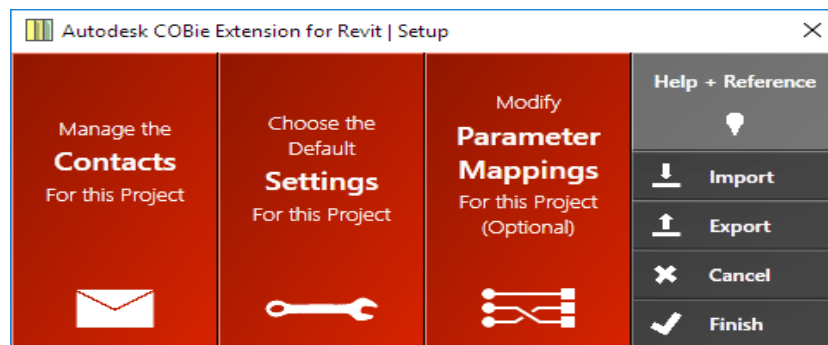 Autodesk COBie Extension for Revit | Setup
Manage the
Contacts
For this Project
Choose the
Default
Settings
For this Project
Modify
Parameter
Mappings
For this Project
(Optional)
Help + Reference
Import
Export
Cancel
Finish